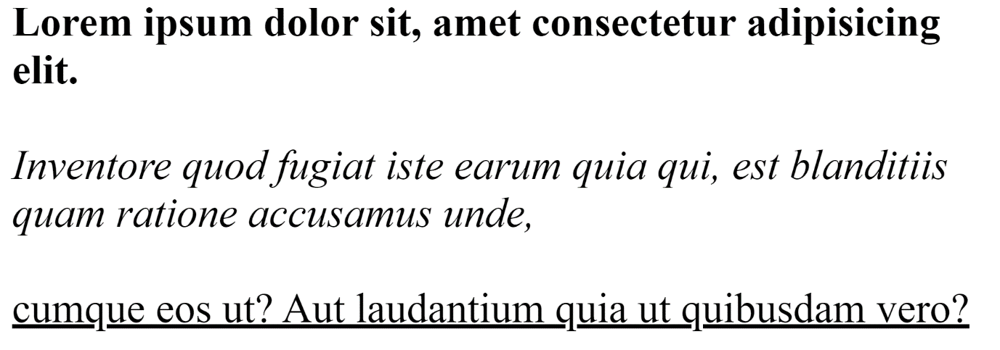 Lorem ipsum dolor sit, amet consectetur adipisicing
elit.
Inventore quod fugiat iste earum quia qui, est blanditiis
quam ratione accusamus unde,
cumque eos ut? Aut laudantium quia ut quibusdam vero?